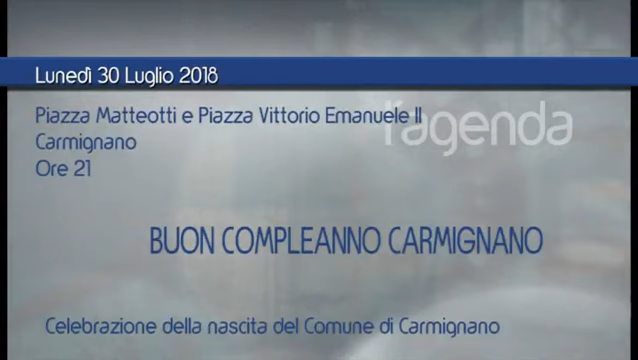 Lunedì 30 Luglio 2018
Piazza Matteotti e Piazza Vittorio Emanuele II
l'agenda
Carmignano
Ore 21
BUON COMPLEANNO CARMIGNANO
Celebrazione della nascita del Comune di Carmignano